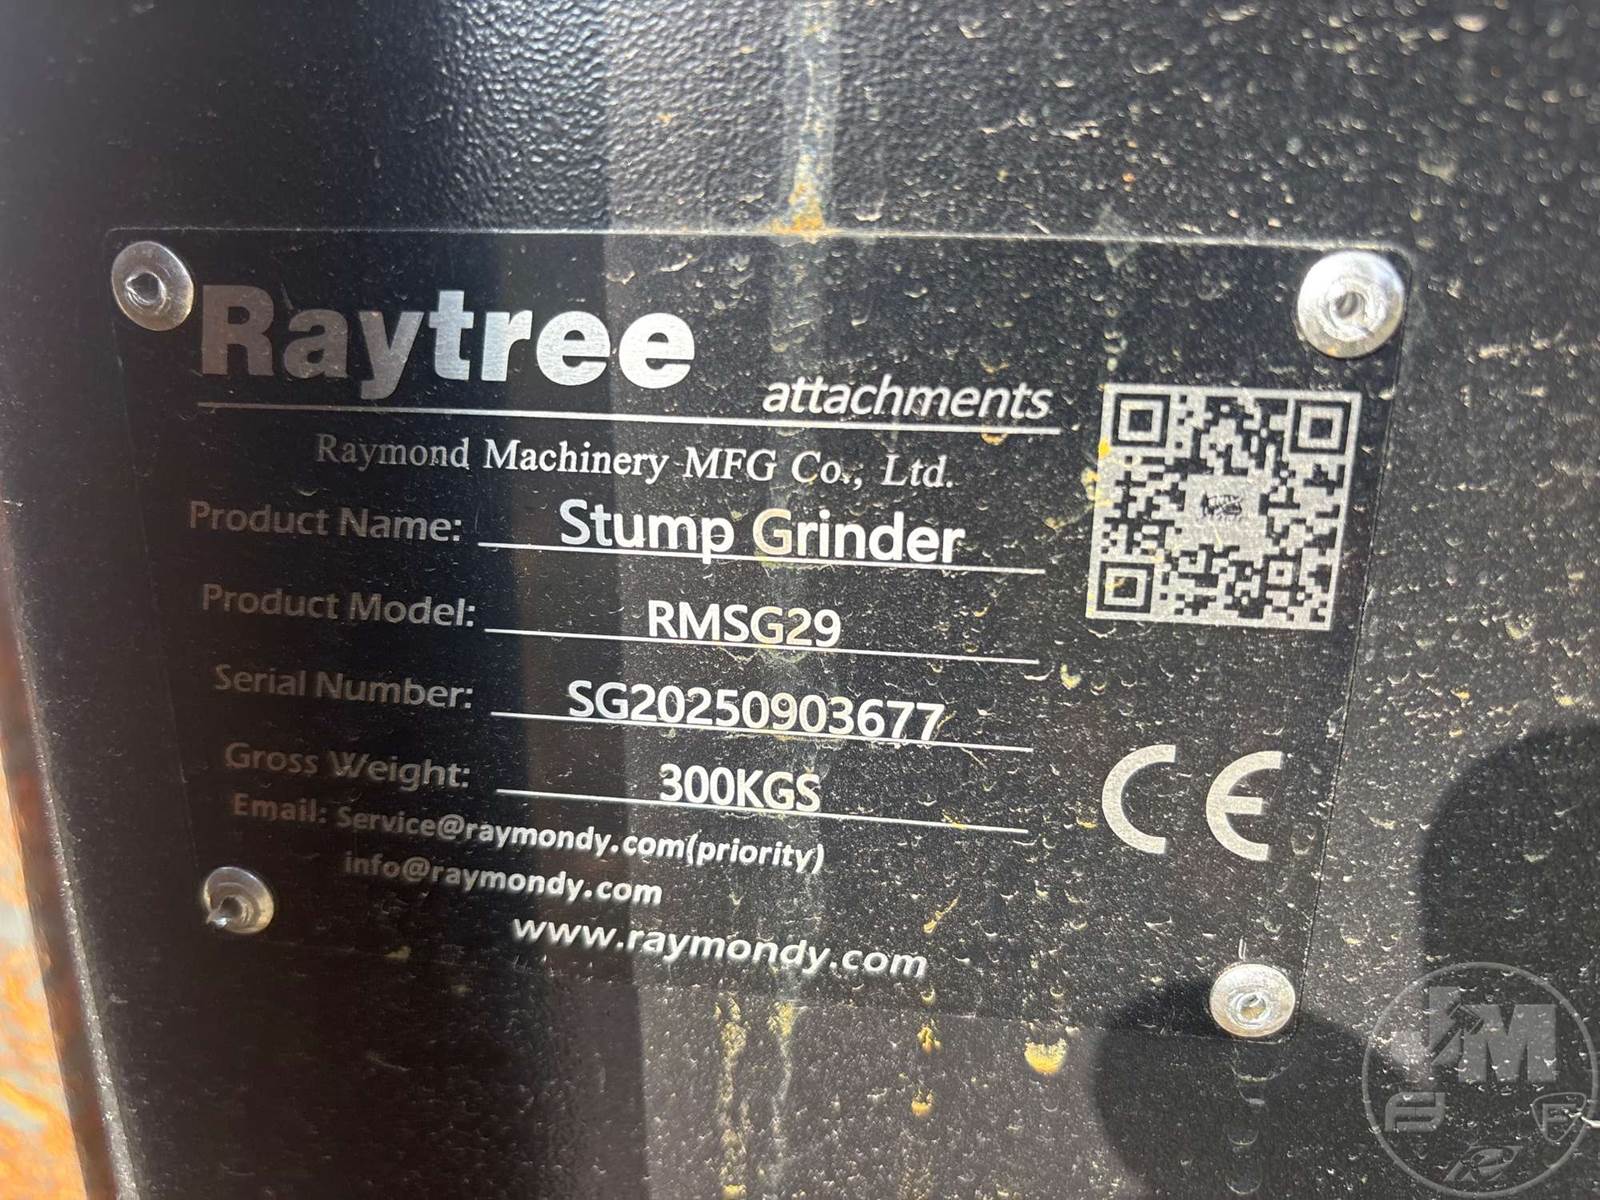 Raytree
attachments
Raymond Machinery MFG Co., Ltd.
Product Name: Stump Grinder
Product Model: RMSG29
Serial Number: SG20250903677
Gross Weight: 300KGS
Email: Service@raymondy.com(priority)
info@raymondy.com
www.raymondy.com
CE
JM